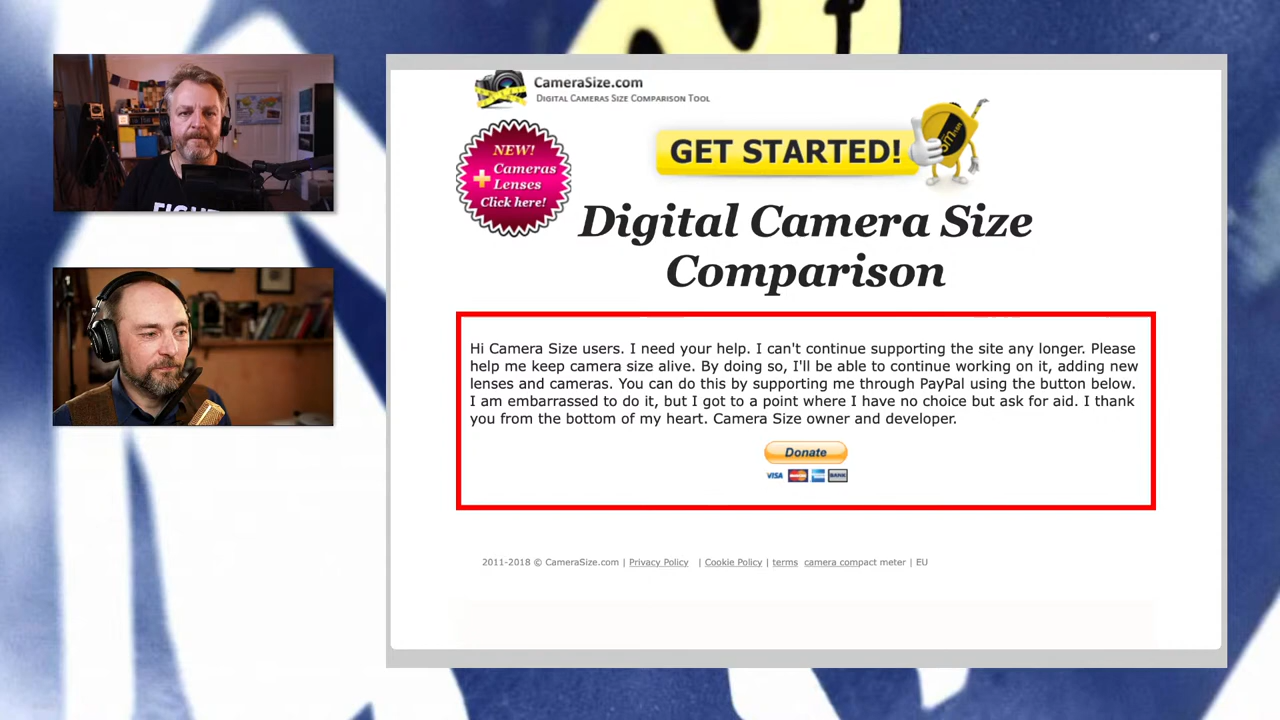 CameraSize.com
DIGITAL CAMERAS SIZE COMPARISON TOOL
NEW!
+ Cameras
Lenses
Click here!
GET STARTED!
Digital Camera Size
Comparison
Hi Camera Size users. I need your help. I can't continue supporting the site any longer. Please
help me keep camera size alive. By doing so, I'll be able to continue working on it, adding new
lenses and cameras. You can do this by supporting me through PayPal using the button below.
I am embarrassed to do it, but I got to a point where I have no choice but ask for aid. I thank
you from the bottom of my heart. Camera Size owner and developer.
Donate
VISA
BANK
2011-2018 © CameraSize.com | Privacy Policy | Cookie Policy | terms camera compact meter | EU